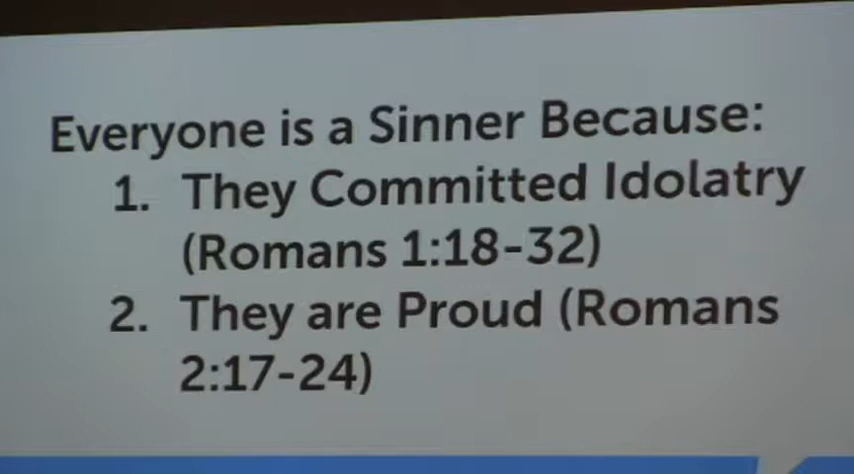 Everyone is a Sinner Because:
1. They Committed Idolatry
(Romans 1:18-32)
2. They are Proud (Romans
2:17-24)